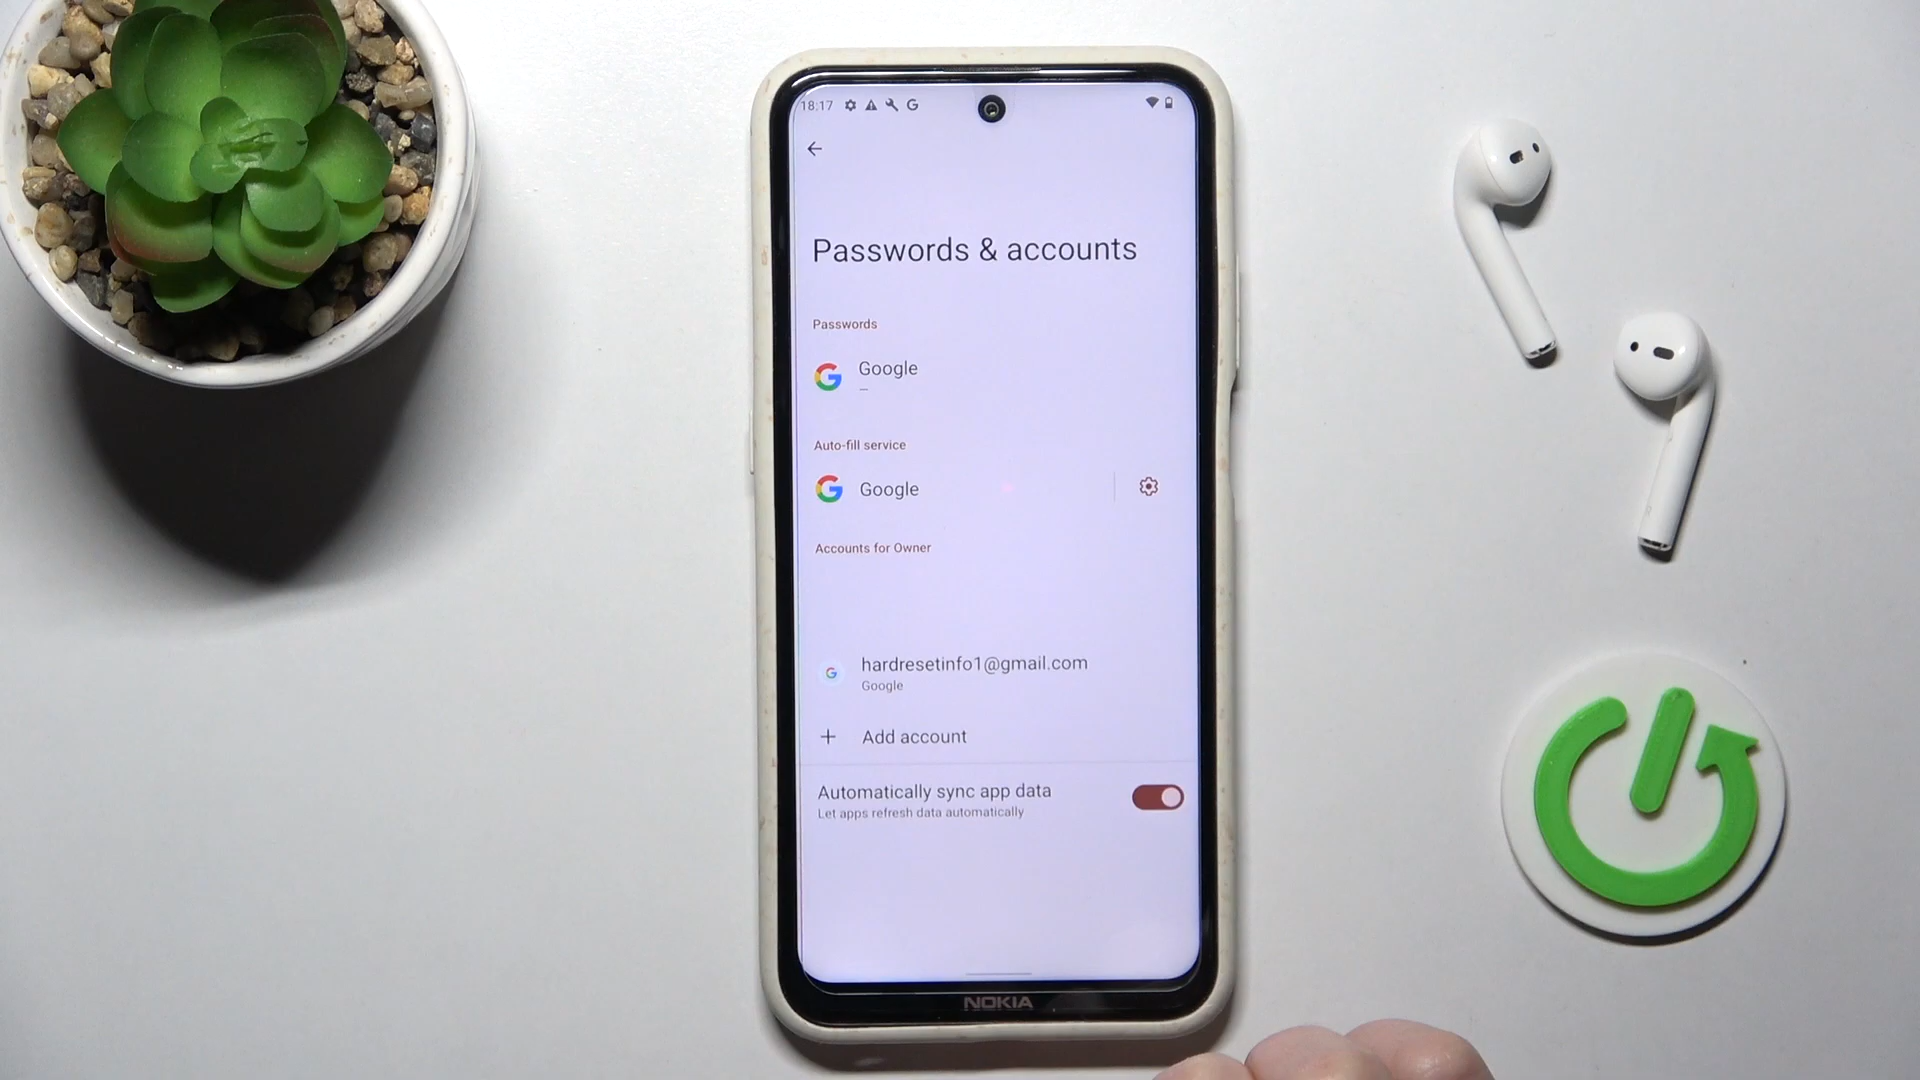 18:17
Passwords & accounts
Passwords
Google
—
Auto-fill service
Google
Accounts for Owner
hardresetinfo1@gmail.com
Google
+ Add account
Automatically sync app data
Let apps refresh data automatically
NOKIA